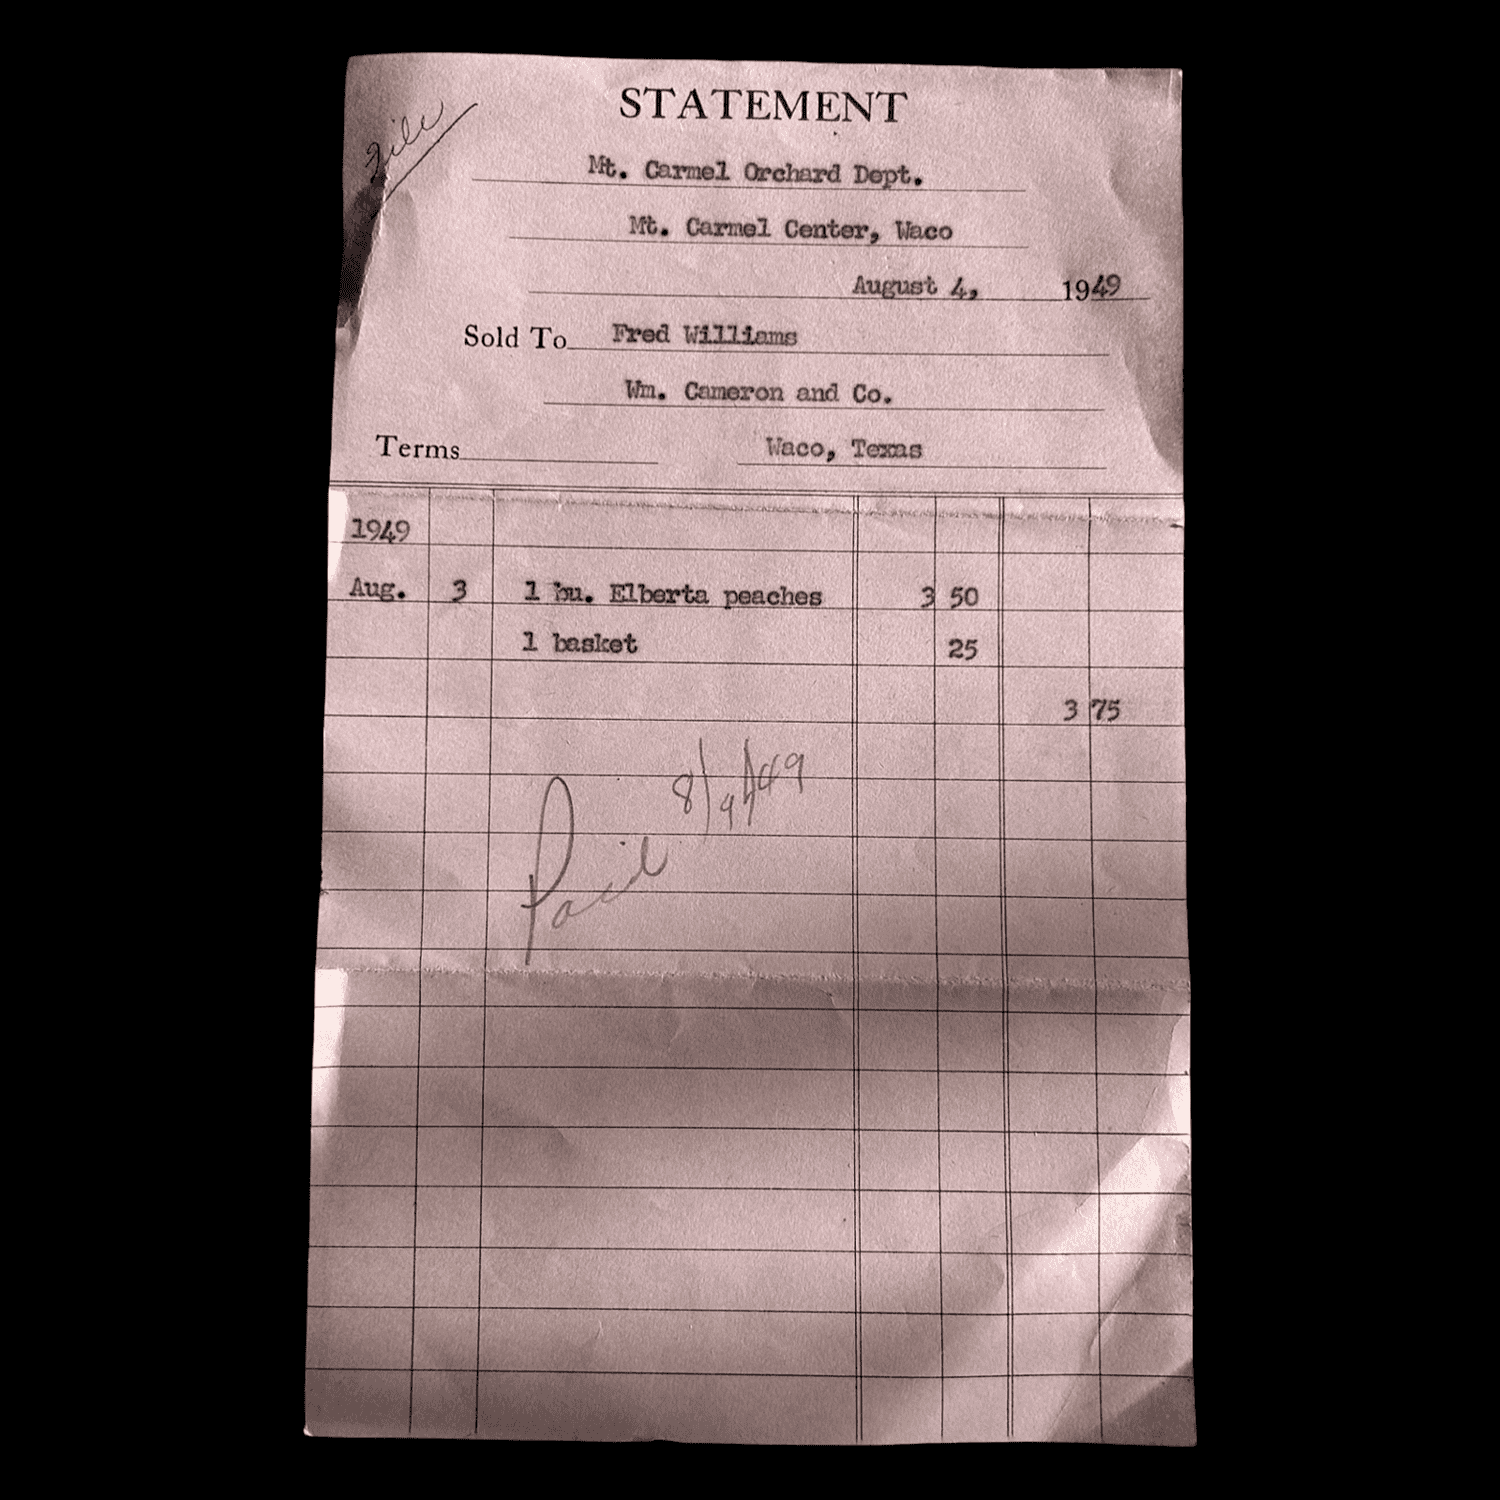 File
STATEMENT
Mt. Carmel Orchard Dept.
Mt. Carmel Center, Waco
August 4, 1949
Sold To Fred Williams
Wm. Cameron and Co.
Terms Waco, Texas
1949
Aug. 3 1 bu. Elberta peaches 3 50
1 basket 25
3 75
Paid 8/9/49